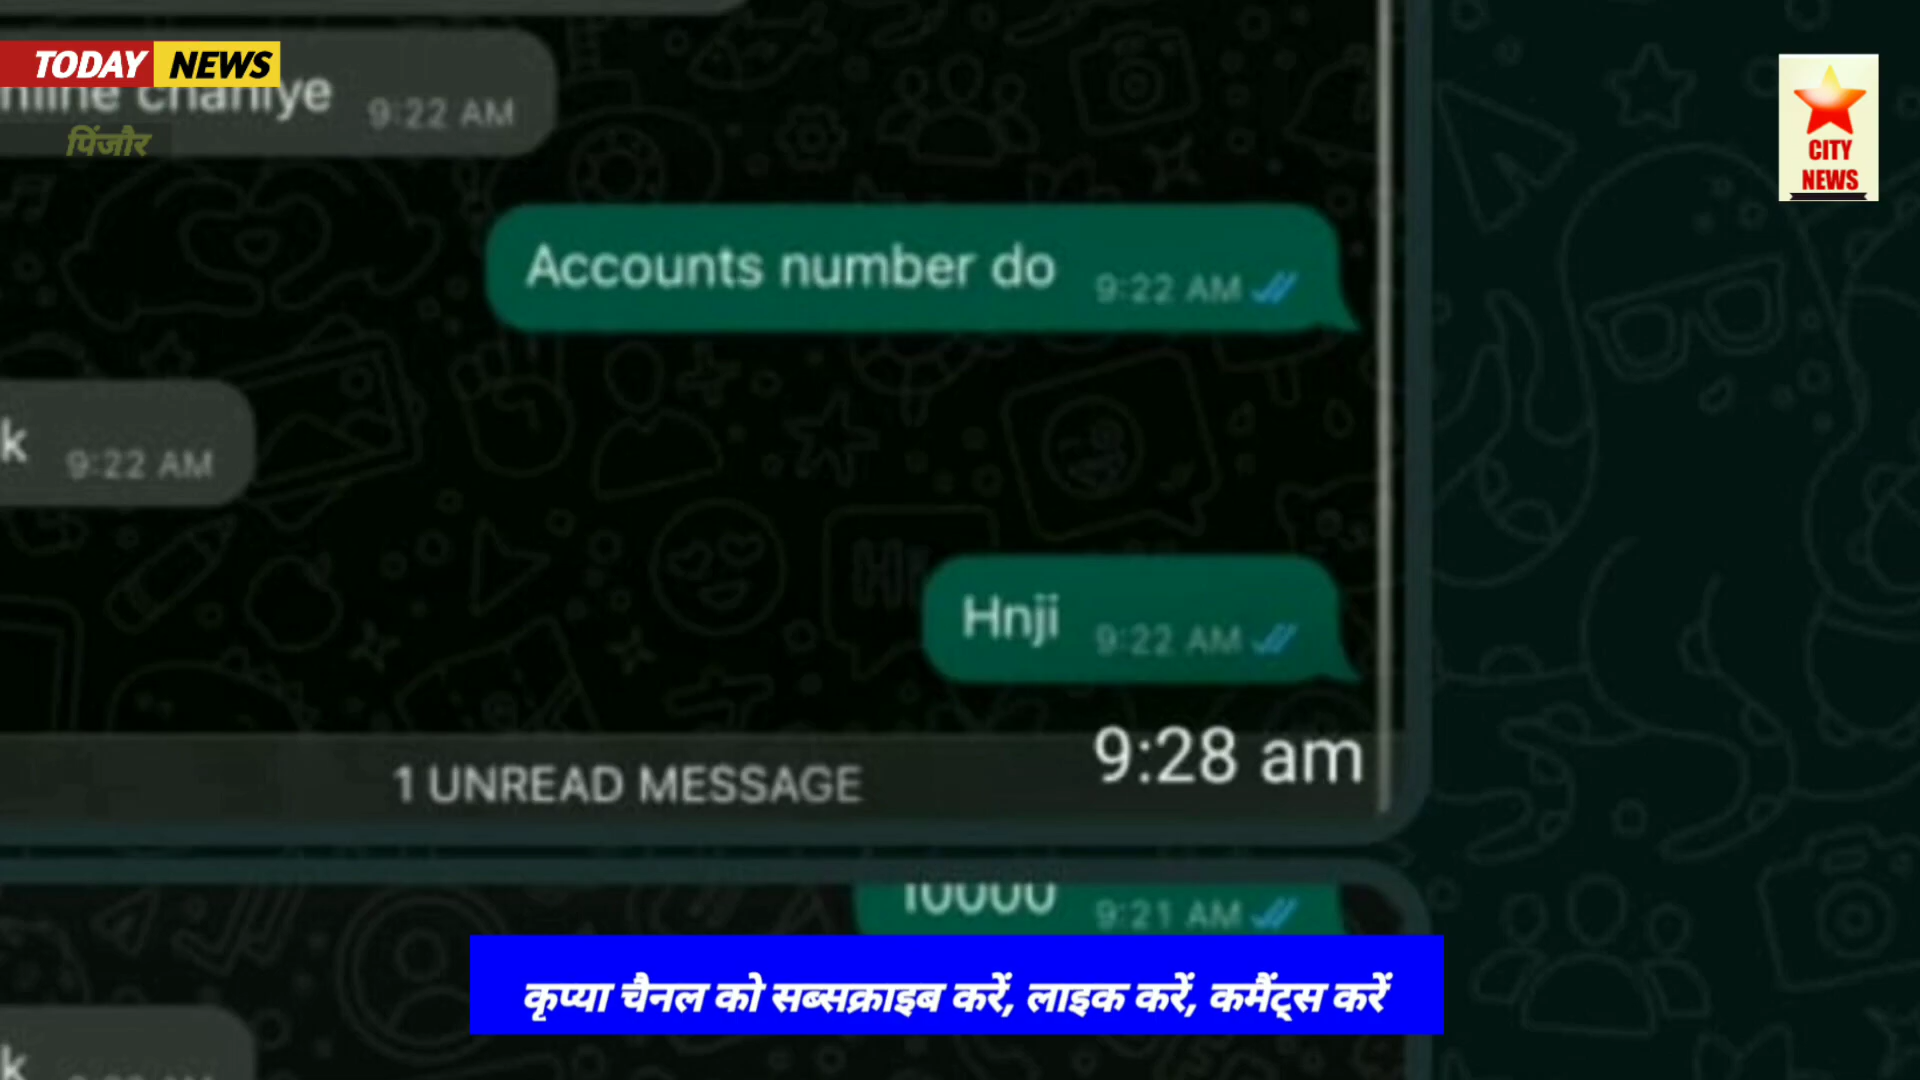 TODAY NEWS
chahiye 9:22 AM
पिंजौर
CITY
NEWS
Accounts number do 9:22 AM
k 9:22 AM
Hnji 9:22 AM
9:28 am
1 UNREAD MESSAGE
10000 9:21 AM
कृप्या चैनल को सब्सक्राइब करें, लाइक करें, कमैंट्स करें
k